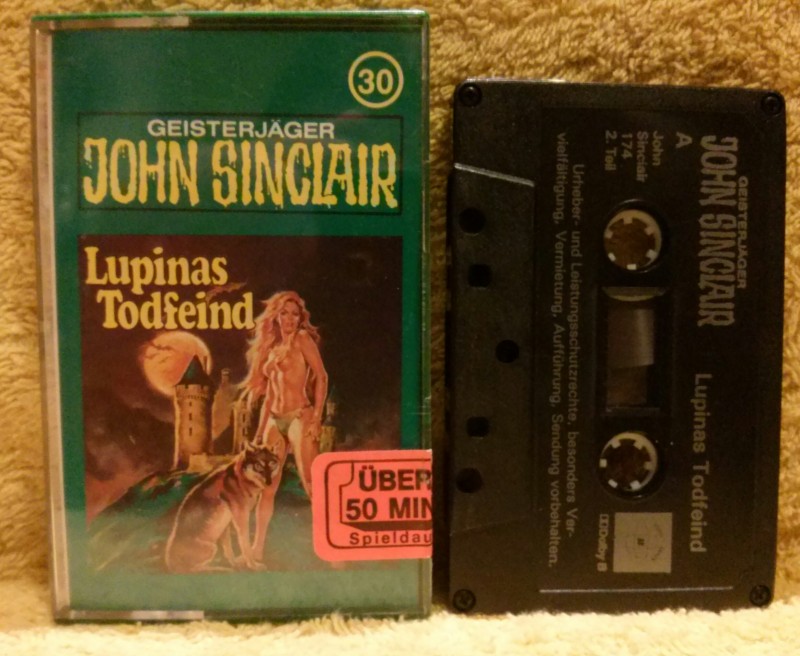 30
GEISTERJÄGER
JOHN SINCLAIR
Lupinas
Todfeind
ÜBER
50 MIN
Spieldau
GEISTERJÄGER
JOHN SINCLAIR
Lupinas Todfeind
A
John
Sinclair
174
2. Teil
Urheber- und Leistungsschutzrechte, besonders Ver-
vielfältigung, Vermietung, Aufführung, Sendung vorbehalten.
Dolby B